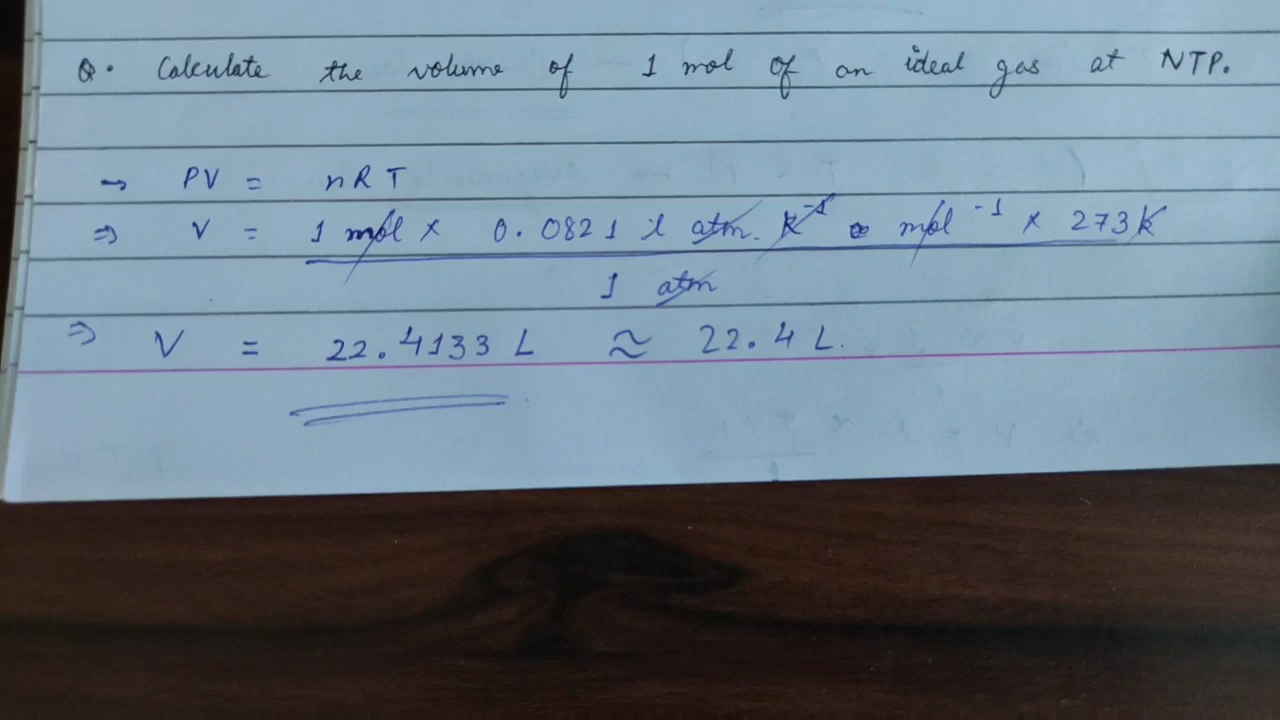 Q. Calculate the volume of 1 mol of an ideal gas at NTP.
→ PV = nRT
⇒ V = 1 mol × 0.0821 l atm. K⁻¹ mol⁻¹ × 273K
1 atm
⇒ V = 22.4133 L ≈ 22.4 L.